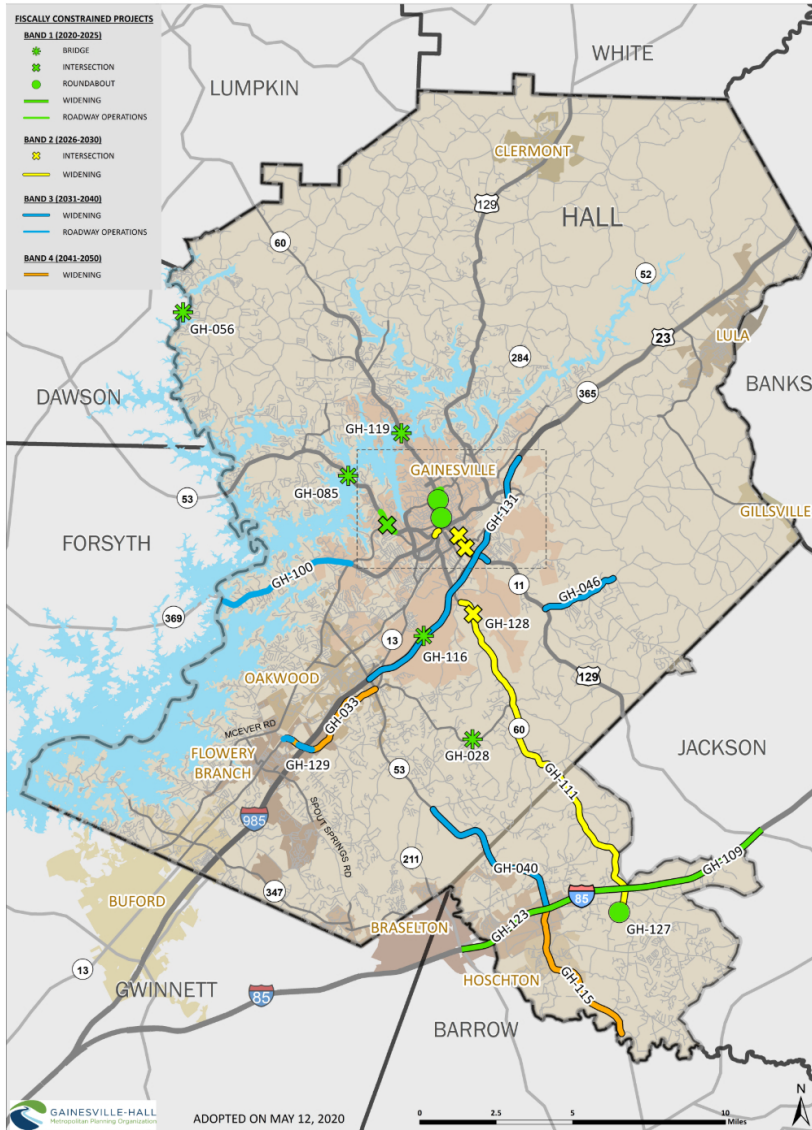 FISCALLY CONSTRAINED PROJECTS
BAND 1 (2020-2025)
BRIDGE
INTERSECTION
ROUNDABOUT
WIDENING
ROADWAY OPERATIONS
BAND 2 (2026-2030)
INTERSECTION
WIDENING
BAND 3 (2031-2040)
WIDENING
ROADWAY OPERATIONS
BAND 4 (2041-2050)
WIDENING
WHITE
LUMPKIN
CLERMONT
129
HALL
60
52
GH-056
23
LULA
284
BANKS
365
DAWSON
GH-119
GAINESVILLE
GH-085
53
GH-131
GILLSVILLE
FORSYTH
GH-100
11
GH-046
369
GH-128
13
GH-116
OAKWOOD
129
GH-033
MCEVER RD
60
FLOWERY
BRANCH
GH-129
GH-028
JACKSON
53
GH-111
985
SPOUT SPRINGS RD
GH-109
211
GH-040
347
85
BUFORD
GH-123
GH-127
BRASELTON
13
HOSCHTON
GWINNETT
85
GH-115
BARROW
GAINESVILLE-HALL
Metropolitan Planning Organization
ADOPTED ON MAY 12, 2020
0 5 10
Miles
N